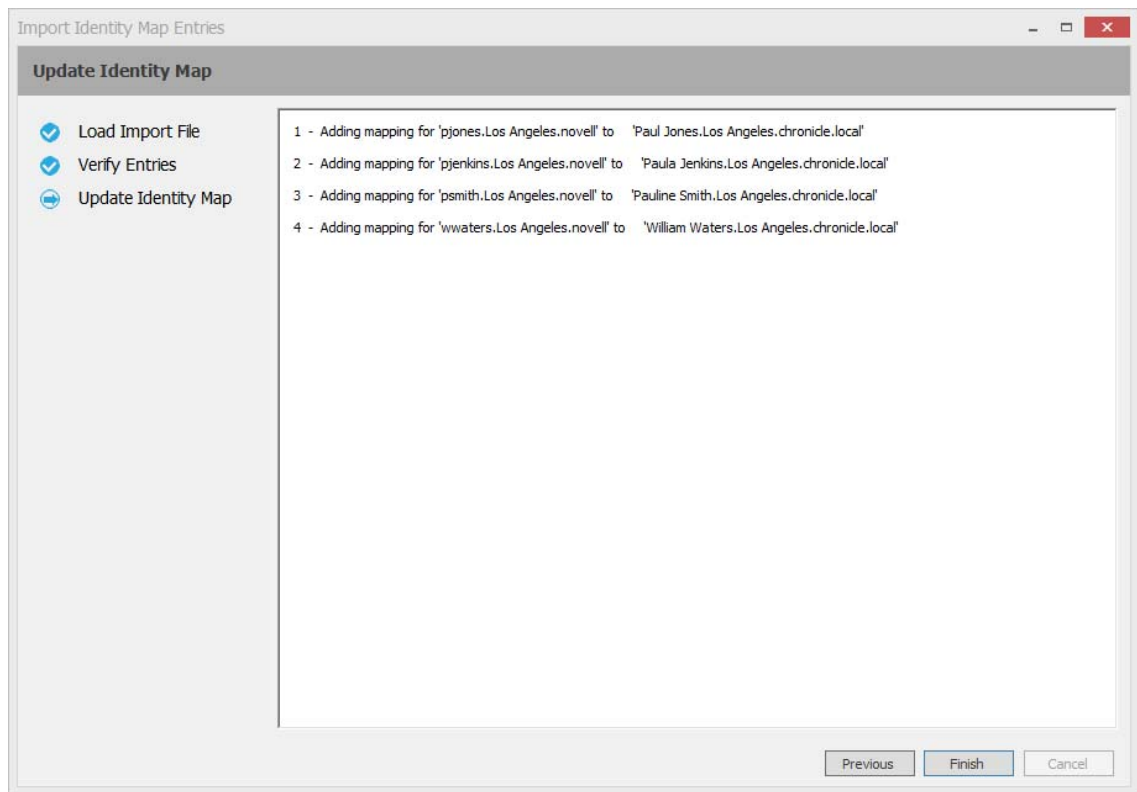 Import Identity Map Entries
Update Identity Map
Load Import File
Verify Entries
Update Identity Map
1 - Adding mapping for 'pjones.Los Angeles.novell' to 'Paul Jones.Los Angeles.chronicle.local'
2 - Adding mapping for 'pjenkins.Los Angeles.novell' to 'Paula Jenkins.Los Angeles.chronicle.local'
3 - Adding mapping for 'psmith.Los Angeles.novell' to 'Pauline Smith.Los Angeles.chronicle.local'
4 - Adding mapping for 'wwaters.Los Angeles.novell' to 'William Waters.Los Angeles.chronicle.local'
Previous Finish Cancel